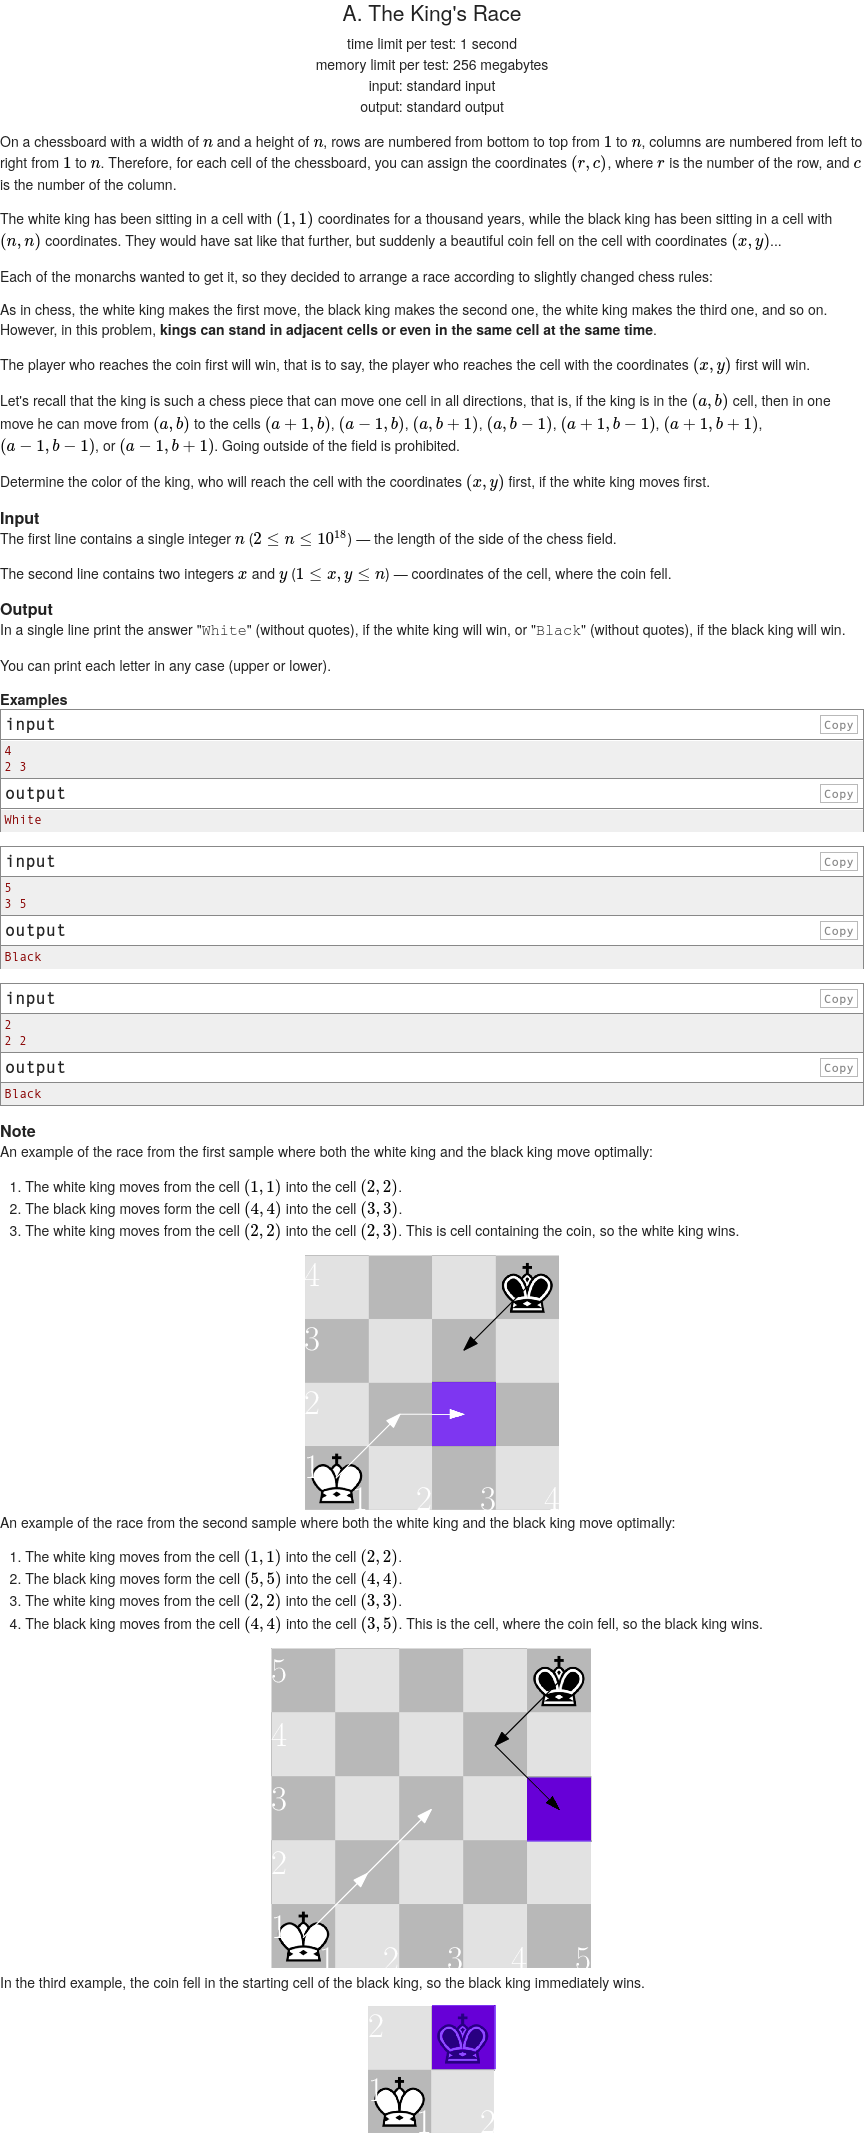 A. The King's Race
time limit per test: 1 second
memory limit per test: 256 megabytes
input: standard input
output: standard output
On a chessboard with a width of n and a height of n, rows are numbered from bottom to top from 1 to n, columns are numbered from left to
right from 1 to n. Therefore, for each cell of the chessboard, you can assign the coordinates (r, c), where r is the number of the row, and c
is the number of the column.
The white king has been sitting in a cell with (1, 1) coordinates for a thousand years, while the black king has been sitting in a cell with
(n, n) coordinates. They would have sat like that further, but suddenly a beautiful coin fell on the cell with coordinates (x, y)...
Each of the monarchs wanted to get it, so they decided to arrange a race according to slightly changed chess rules:
As in chess, the white king makes the first move, the black king makes the second one, the white king makes the third one, and so on.
However, in this problem, kings can stand in adjacent cells or even in the same cell at the same time.
The player who reaches the coin first will win, that is to say, the player who reaches the cell with the coordinates (x, y) first will win.
Let's recall that the king is such a chess piece that can move one cell in all directions, that is, if the king is in the (a, b) cell, then in one
move he can move from (a, b) to the cells (a + 1, b), (a − 1, b), (a, b + 1), (a, b − 1), (a + 1, b − 1), (a + 1, b + 1),
(a − 1, b − 1), or (a − 1, b + 1). Going outside of the field is prohibited.
Determine the color of the king, who will reach the cell with the coordinates (x, y) first, if the white king moves first.
Input
The first line contains a single integer n (2 ≤ n ≤ 10^18) — the length of the side of the chess field.
The second line contains two integers x and y (1 ≤ x, y ≤ n) — coordinates of the cell, where the coin fell.
Output
In a single line print the answer "White" (without quotes), if the white king will win, or "Black" (without quotes), if the black king will win.
You can print each letter in any case (upper or lower).
Examples
input Copy
4
2 3
output Copy
White
input Copy
5
3 5
output Copy
Black
input Copy
2
2 2
output Copy
Black
Note
An example of the race from the first sample where both the white king and the black king move optimally:
1. The white king moves from the cell (1, 1) into the cell (2, 2).
2. The black king moves form the cell (4, 4) into the cell (3, 3).
3. The white king moves from the cell (2, 2) into the cell (2, 3). This is cell containing the coin, so the white king wins.
4
3
2
1
1 2 3 4
An example of the race from the second sample where both the white king and the black king move optimally:
1. The white king moves from the cell (1, 1) into the cell (2, 2).
2. The black king moves form the cell (5, 5) into the cell (4, 4).
3. The white king moves from the cell (2, 2) into the cell (3, 3).
4. The black king moves from the cell (4, 4) into the cell (3, 5). This is the cell, where the coin fell, so the black king wins.
5
4
3
2
1
1 2 3 4 5
In the third example, the coin fell in the starting cell of the black king, so the black king immediately wins.
2
1
1 2